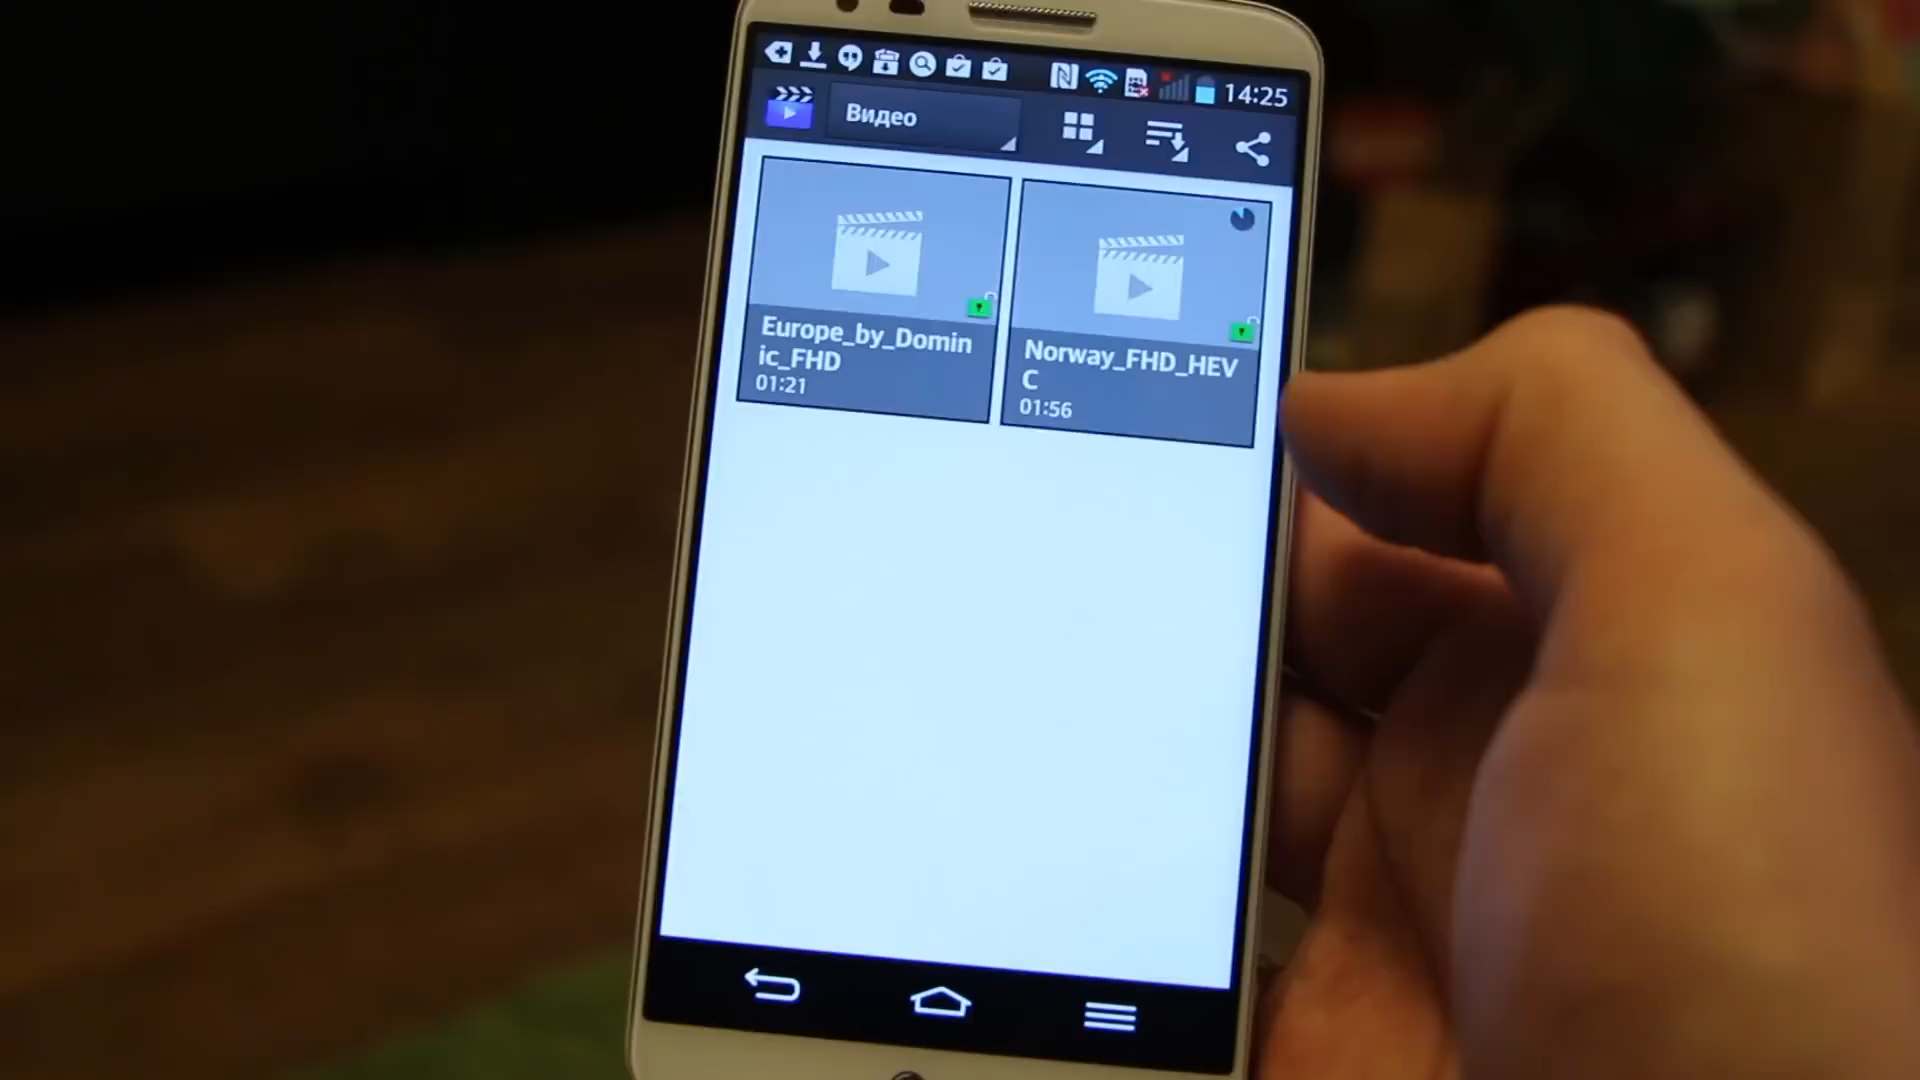 14:25
Видео
Europe_by_Domin
ic_FHD
01:21
Norway_FHD_HEV
C
01:56